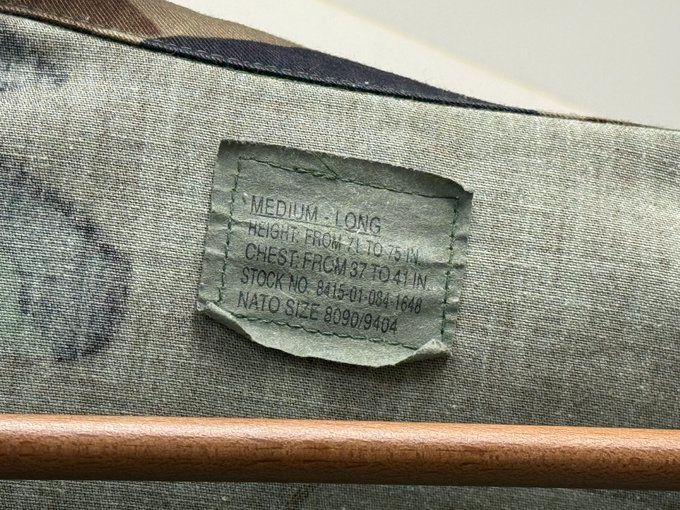 MEDIUM - LONG
HEIGHT: FROM 71 TO 75 IN.
CHEST: FROM 37 TO 41 IN.
STOCK NO. 8415-01-084-1648
NATO SIZE 8090/9404